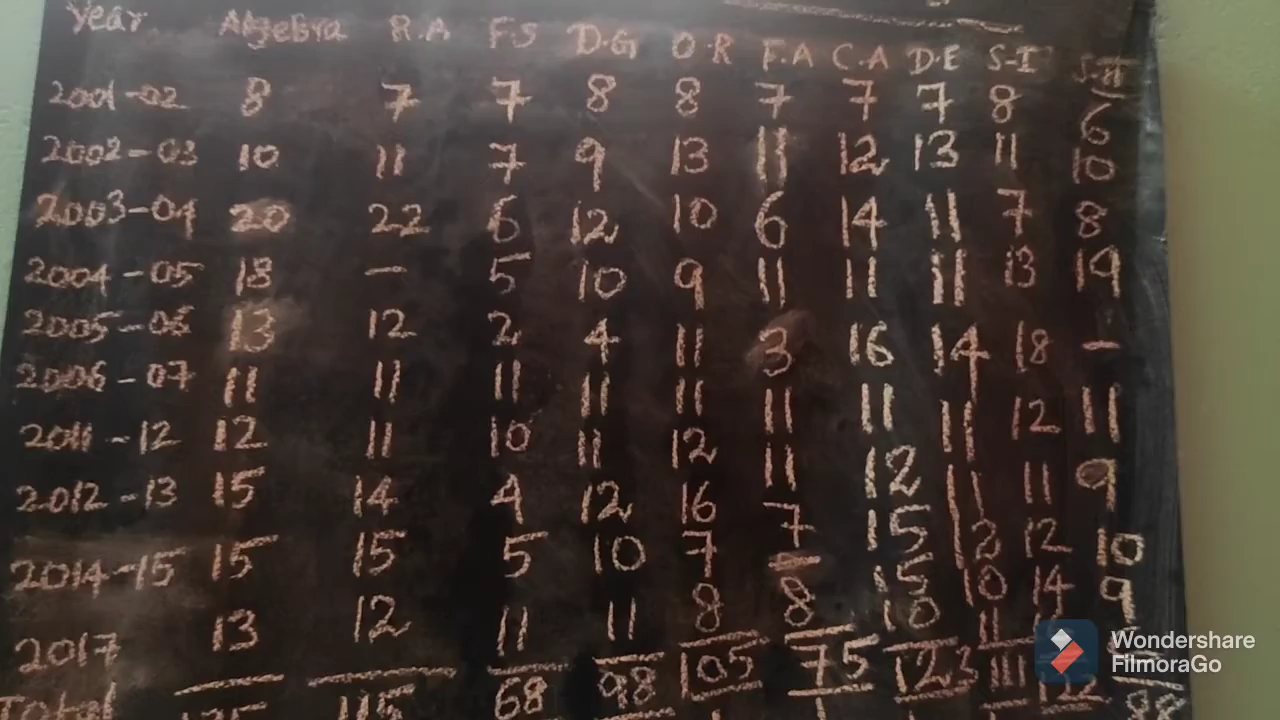 Year Algebra R.A F.S D.G O.R F.A C.A D.E S-I S-II
2001-02 8 7 7 8 8 7 7 7 8 6
2002-03 10 11 7 9 13 11 12 13 11 10
2003-04 20 22 6 12 10 6 14 11 7 8
2004-05 18 — 5 10 9 11 11 11 13 19
2005-06 13 12 2 4 11 3 16 14 18 —
2006-07 11 11 11 11 11 11 11 11 12 11
2011-12 12 11 10 11 12 11 12 11 11 9
2012-13 15 14 4 12 16 7 15 12 12 10
2014-15 15 15 5 10 7 — 15 10 14 9
2017 13 12 11 11 8 8 10 11
Total 135 115 68 98 105 75 123 111 88
Wondershare
FilmoraGo